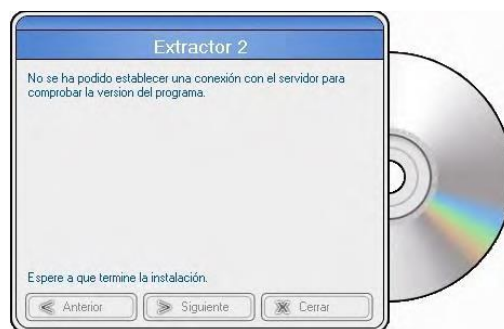 Extractor 2
No se ha podido establecer una conexión con el servidor para
comprobar la version del programa.
Espere a que termine la instalación.
Anterior
Siguiente
Cerrar